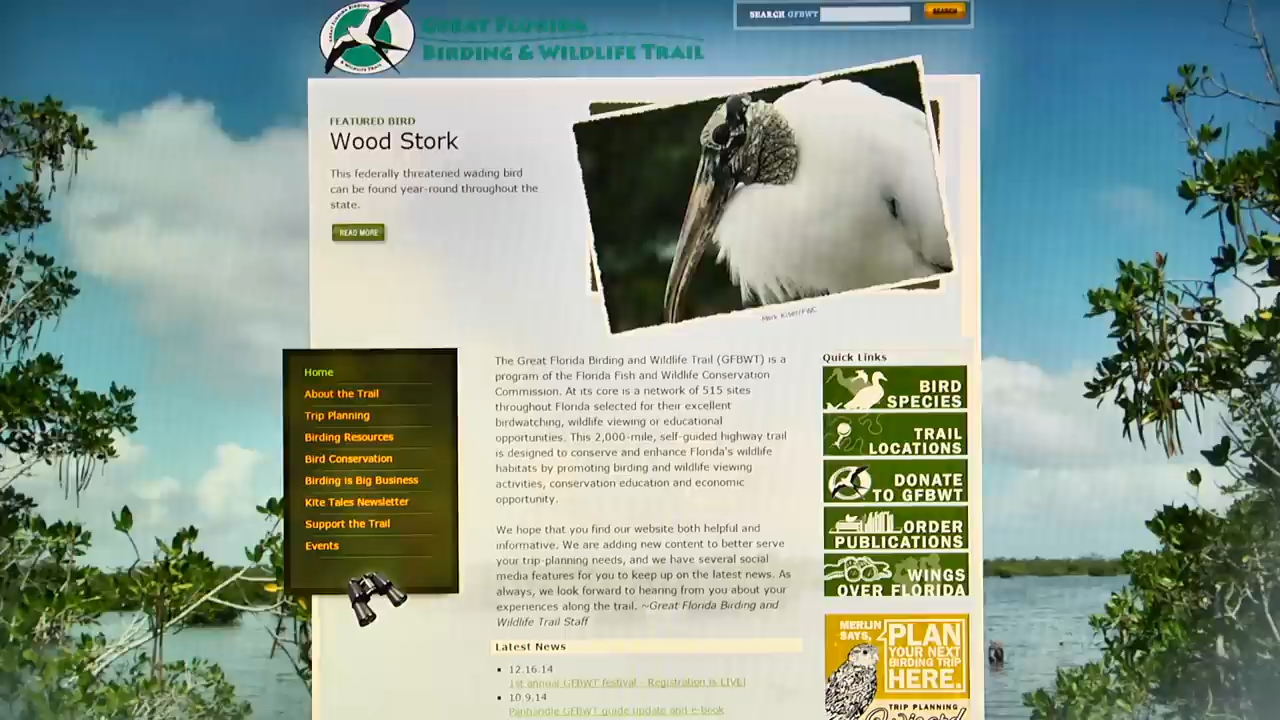 GREAT FLORIDA
BIRDING & WILDLIFE TRAIL
SEARCH GFBWT
SEARCH
FEATURED BIRD
Wood Stork
This federally threatened wading bird
can be found year-round throughout the
state.
READ MORE
Mark Kiser/FWC
Home
About the Trail
Trip Planning
Birding Resources
Bird Conservation
Birding is Big Business
Kite Tales Newsletter
Support the Trail
Events
The Great Florida Birding and Wildlife Trail (GFBWT) is a
program of the Florida Fish and Wildlife Conservation
Commission. At its core is a network of 515 sites
throughout Florida selected for their excellent
birdwatching, wildlife viewing or educational
opportunities. This 2,000-mile, self-guided highway trail
is designed to conserve and enhance Florida's wildlife
habitats by promoting birding and wildlife viewing
activities, conservation education and economic
opportunity.
We hope that you find our website both helpful and
informative. We are adding new content to better serve
your trip-planning needs, and we have several social
media features for you to keep up on the latest news. As
always, we look forward to hearing from you about your
experiences along the trail. ~Great Florida Birding and
Wildlife Trail Staff
Latest News
12.16.14
1st annual GFBWT festival - Registration is LIVE!
10.9.14
Panhandle GFBWT guide update and e-book
Quick Links
BIRD
SPECIES
TRAIL
LOCATIONS
DONATE
TO GFBWT
ORDER
PUBLICATIONS
WINGS
OVER FLORIDA
MERLIN
SAYS,
PLAN
YOUR NEXT
BIRDING TRIP
HERE.
TRIP PLANNING
Wizard